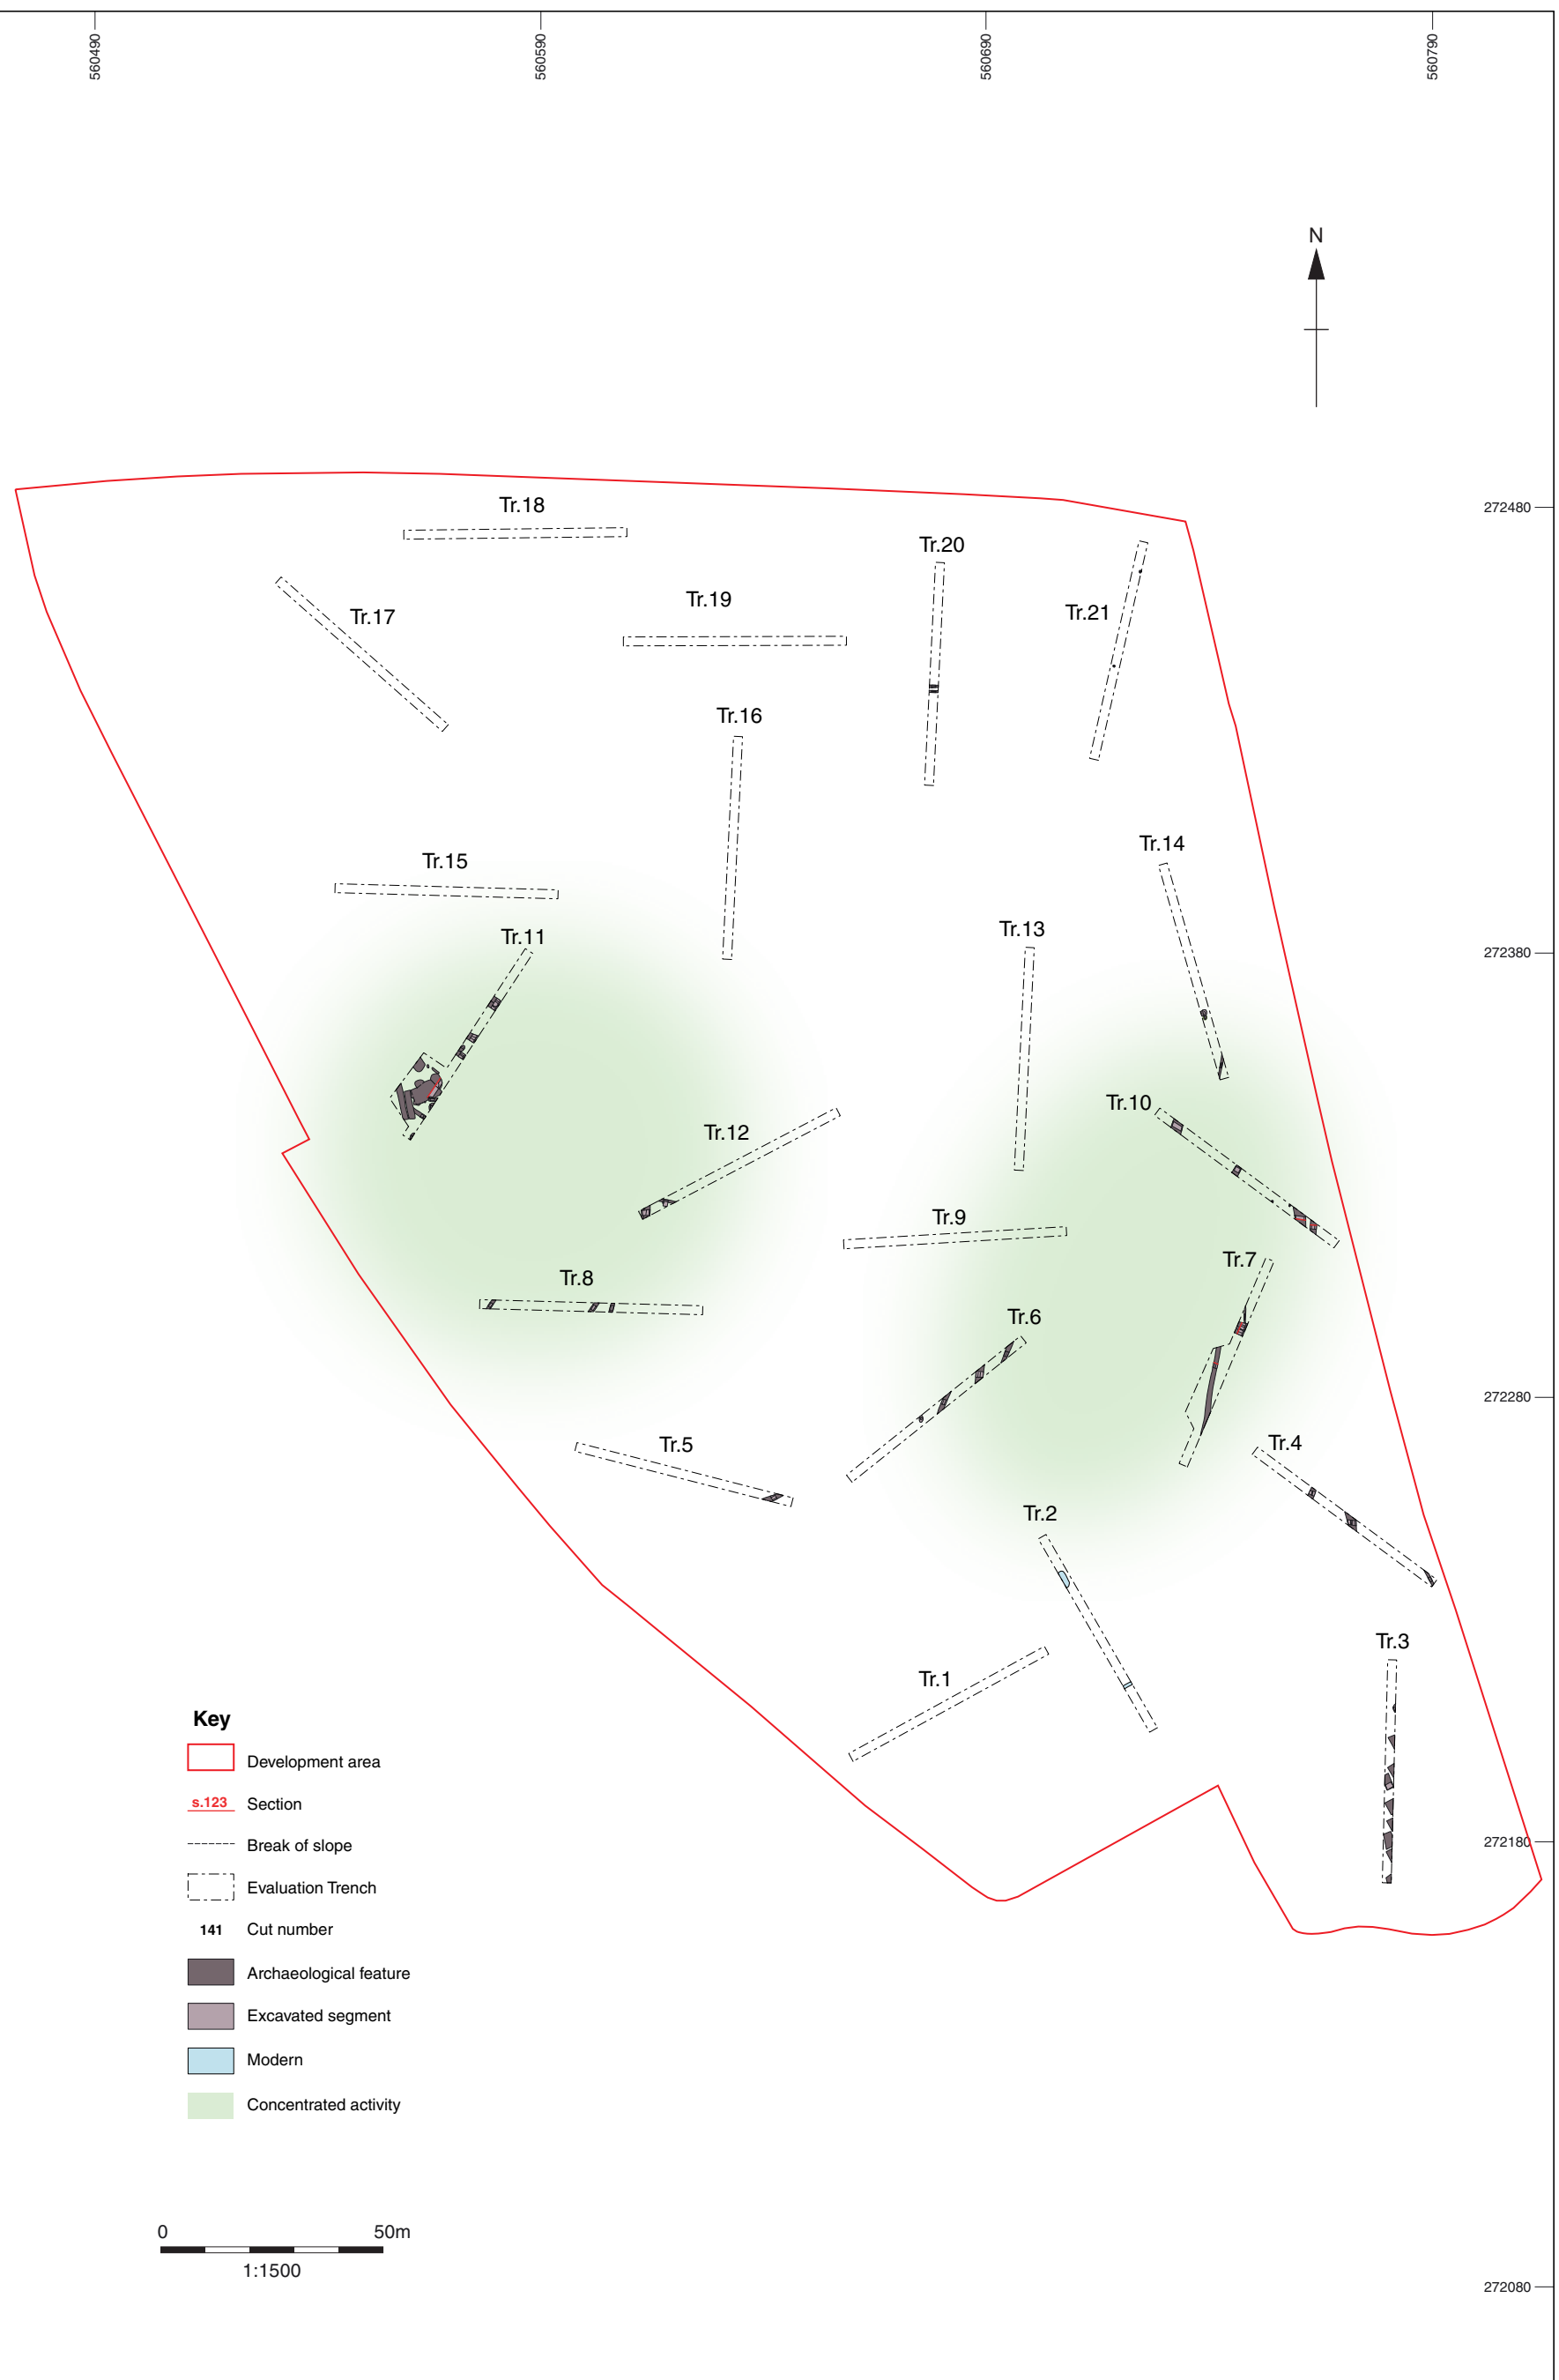 560490
560590
560690
560790
N
272480
Tr.18
Tr.20
Tr.19
Tr.21
Tr.17
Tr.16
Tr.14
Tr.15
Tr.13
Tr.11
272380
Tr.10
Tr.12
Tr.9
Tr.7
Tr.8
Tr.6
272280
Tr.5
Tr.4
Tr.2
Tr.3
Tr.1
272180
Key
Development area
s.123 Section
Break of slope
Evaluation Trench
141 Cut number
Archaeological feature
Excavated segment
Modern
Concentrated activity
0 50m
1:1500
272080